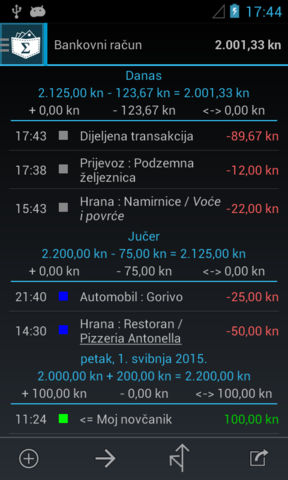 17:44
Σ
Bankovni račun 2.001,33 kn
Danas
2.125,00 kn - 123,67 kn = 2.001,33 kn
+ 0,00 kn - 123,67 kn <-> 0,00 kn
17:43 Dijeljena transakcija -89,67 kn
17:38 Prijevoz : Podzemna
željeznica -12,00 kn
15:43 Hrana : Namirnice / Voće
i povrće -22,00 kn
Jučer
2.200,00 kn - 75,00 kn = 2.125,00 kn
+ 0,00 kn - 75,00 kn <-> 0,00 kn
21:40 Automobil : Gorivo -25,00 kn
14:30 Hrana : Restoran /
Pizzeria Antonella -50,00 kn
petak, 1. svibnja 2015.
2.000,00 kn + 200,00 kn = 2.200,00 kn
+ 100,00 kn - 0,00 kn <-> 100,00 kn
11:24 <= Moj novčanik 100,00 kn